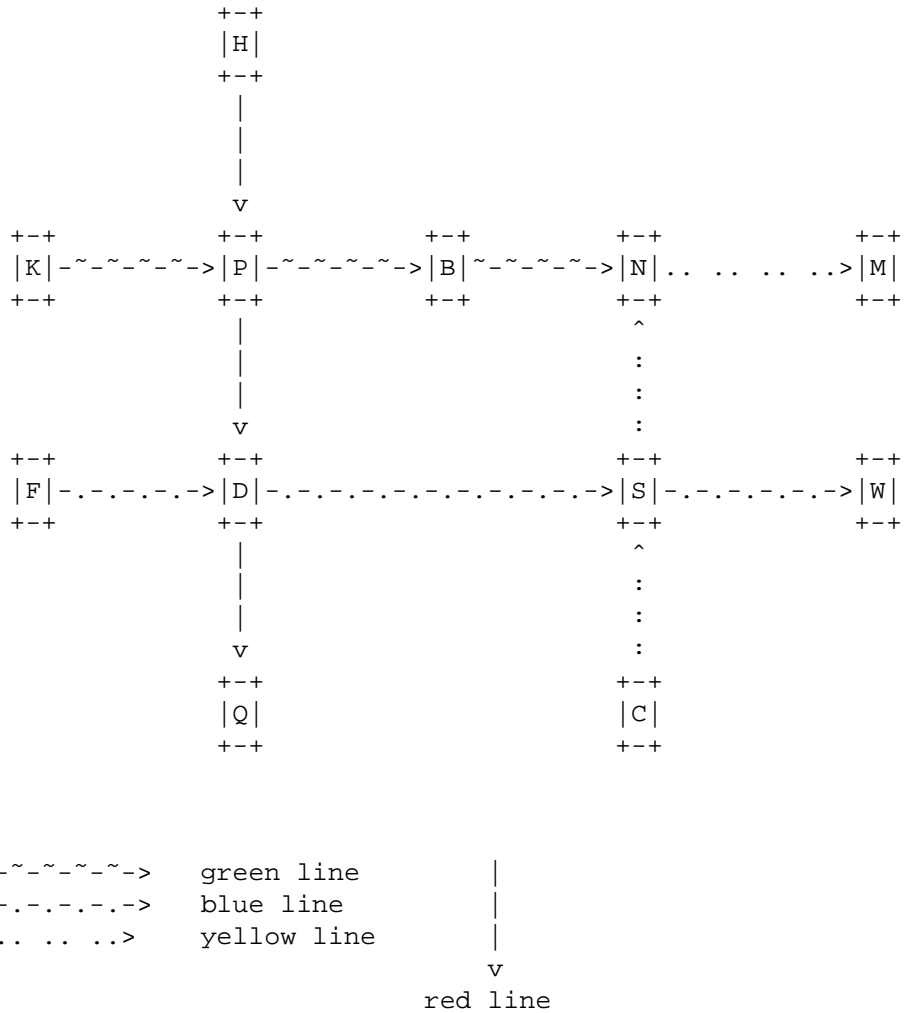 +-+
|H|
+-+
|
|
|
v
+-+ +-+ +-+ +-+ +-+
|K|-~-~-~-~->|P|-~-~-~-~->|B|~-~-~-~->|N|.. .. .. ..>|M|
+-+ +-+ +-+ +-+ +-+
| ^
| :
| :
v :
+-+ +-+ +-+ +-+
|F|-.-.-.-.->|D|-.-.-.-.-.-.-.-.-.->|S|-.-.-.-.->|W|
+-+ +-+ +-+ +-+
| ^
| :
| :
v :
+-+ +-+
|Q| |C|
+-+ +-+
-~-~-~-~-> green line |
-.-.-.-.-> blue line |
.. .. ..> yellow line |
v
red line